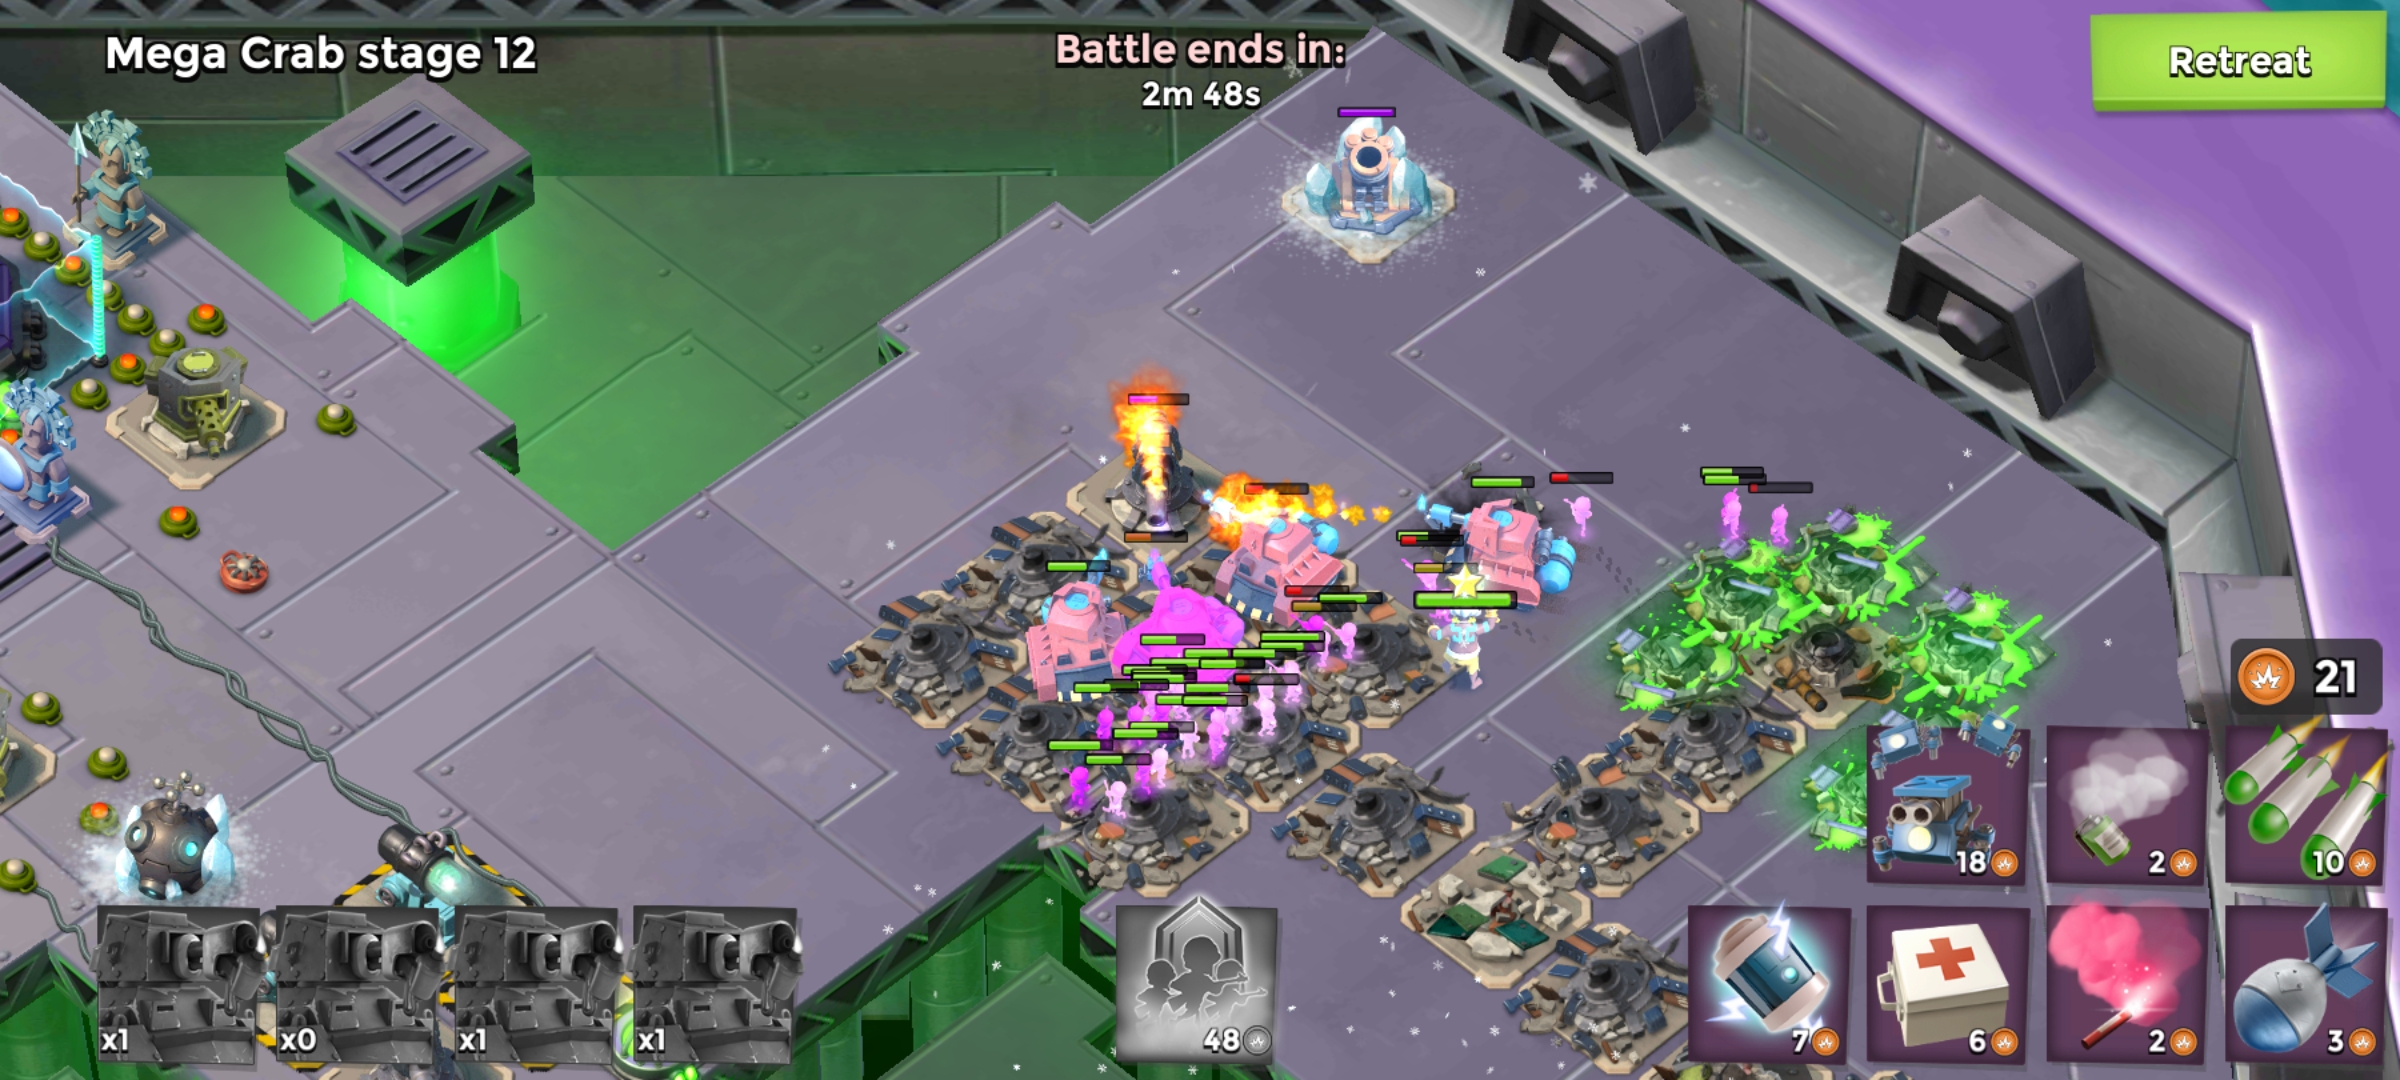 Mega Crab stage 12
Battle ends in:
2m 48s
Retreat
21
18
2
10
x1
x0
x1
x1
48
7
6
2
3